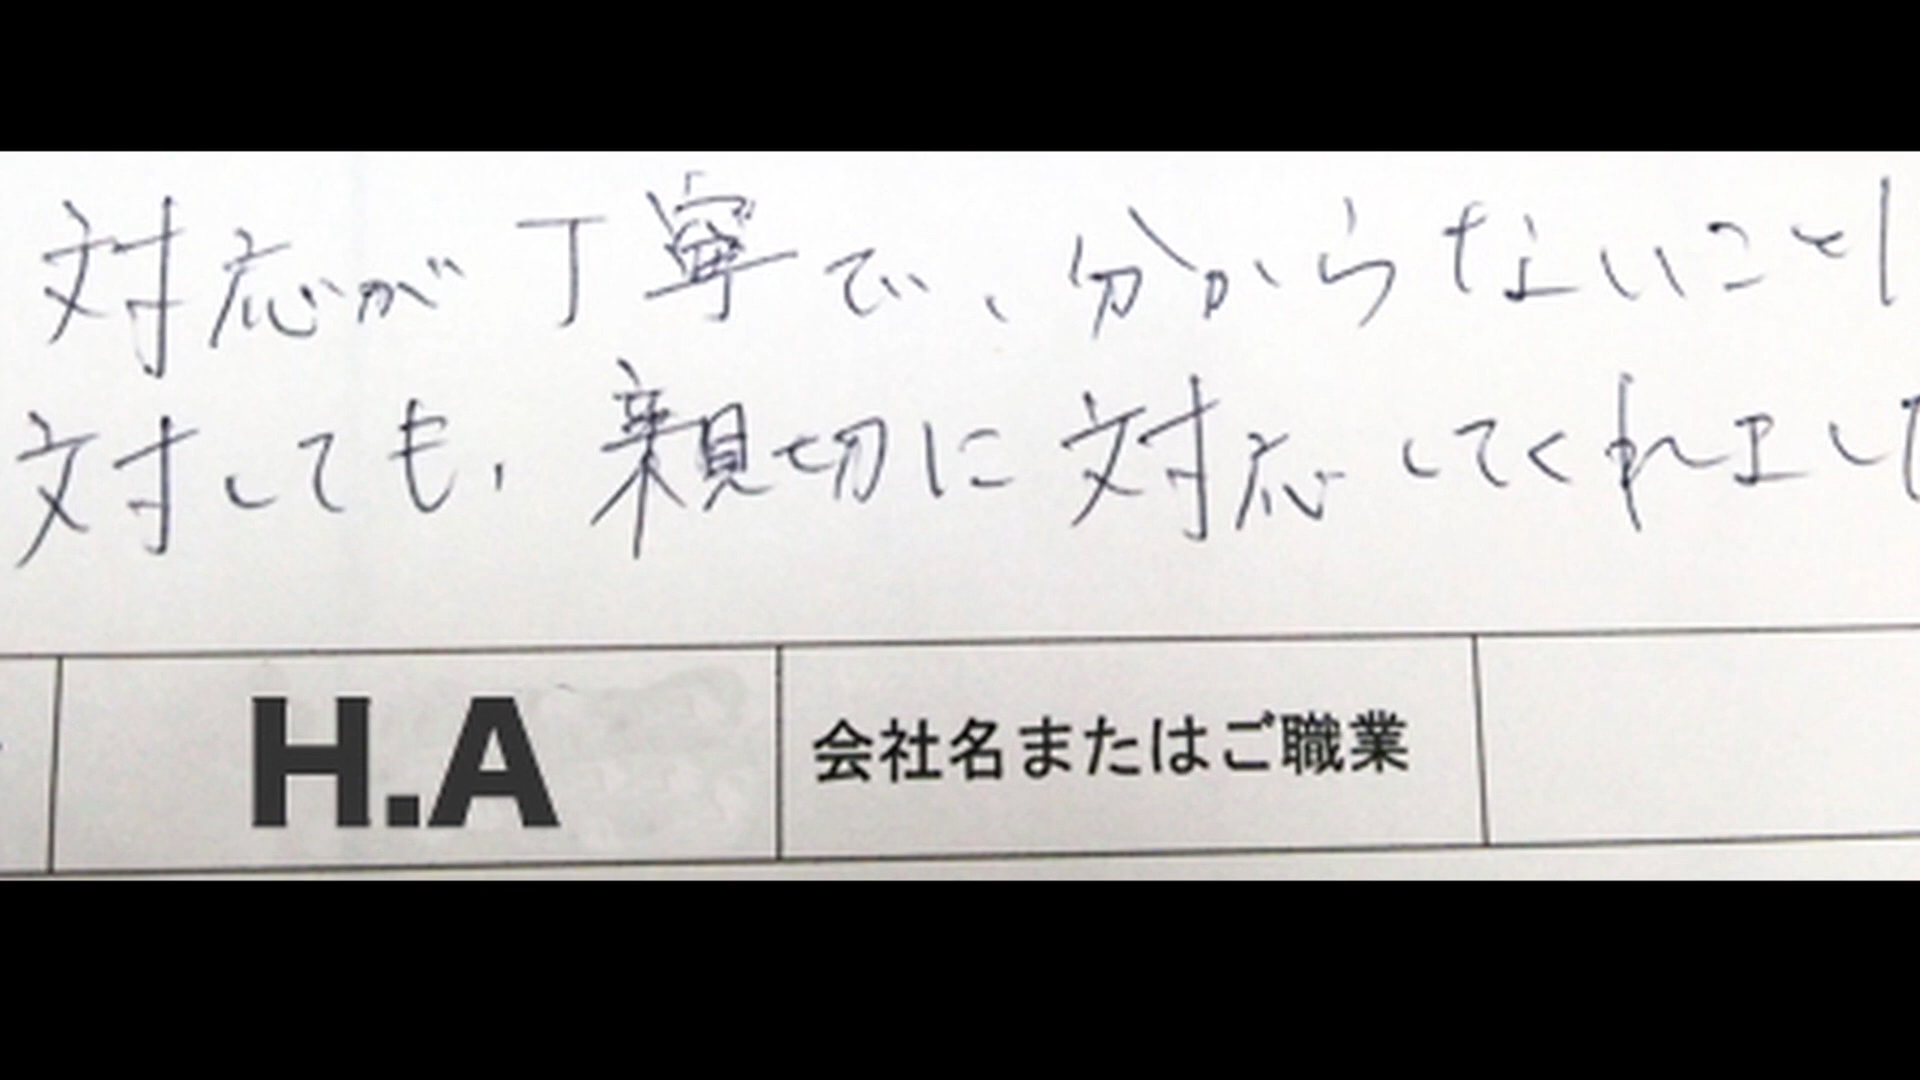 対応が丁寧で、分からないこと
対しても、親切に対応してくれまし
H.A
会社名またはご職業